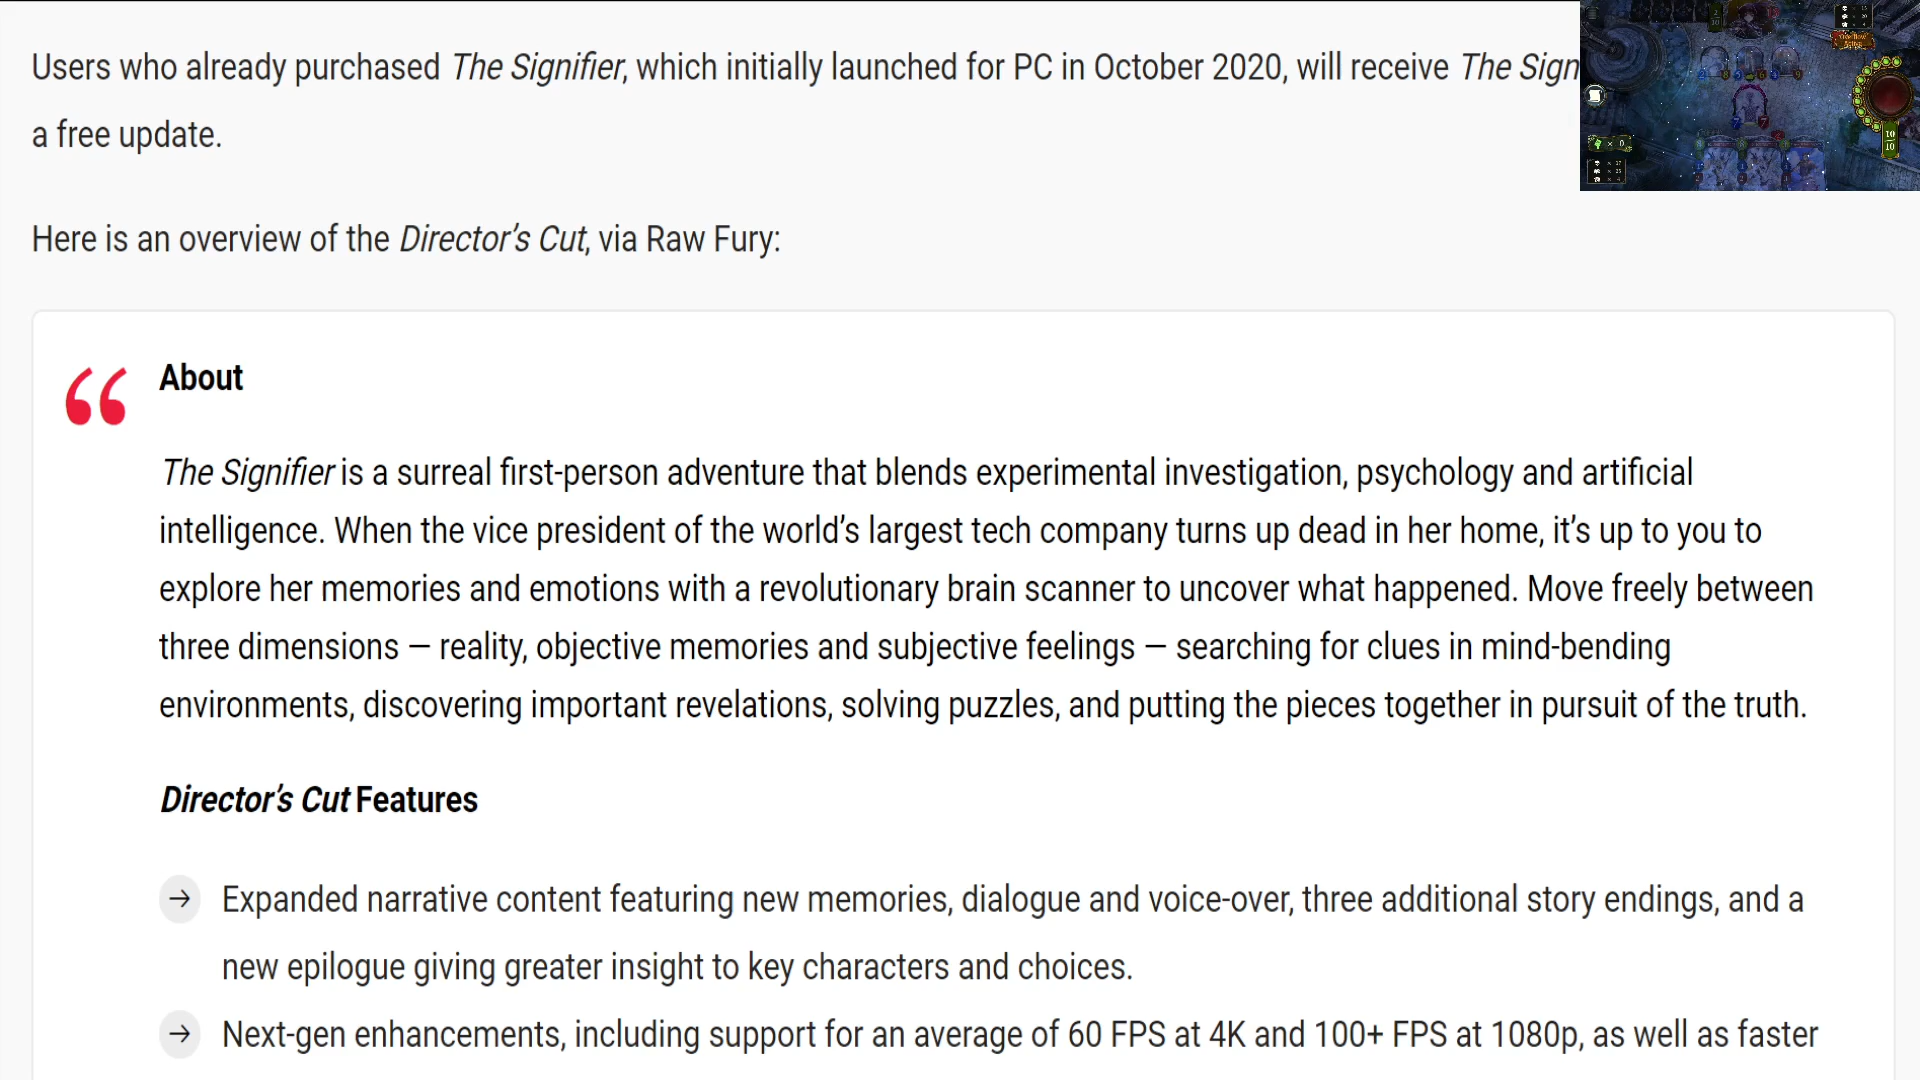 Users who already purchased The Signifier, which initially launched for PC in October 2020, will receive The Sign
a free update.
Here is an overview of the Director's Cut, via Raw Fury:
“ About
The Signifier is a surreal first-person adventure that blends experimental investigation, psychology and artificial
intelligence. When the vice president of the world’s largest tech company turns up dead in her home, it’s up to you to
explore her memories and emotions with a revolutionary brain scanner to uncover what happened. Move freely between
three dimensions — reality, objective memories and subjective feelings — searching for clues in mind-bending
environments, discovering important revelations, solving puzzles, and putting the pieces together in pursuit of the truth.
Director’s Cut Features
→ Expanded narrative content featuring new memories, dialogue and voice-over, three additional story endings, and a
new epilogue giving greater insight to key characters and choices.
→ Next-gen enhancements, including support for an average of 60 FPS at 4K and 100+ FPS at 1080p, as well as faster
x 0
10
10